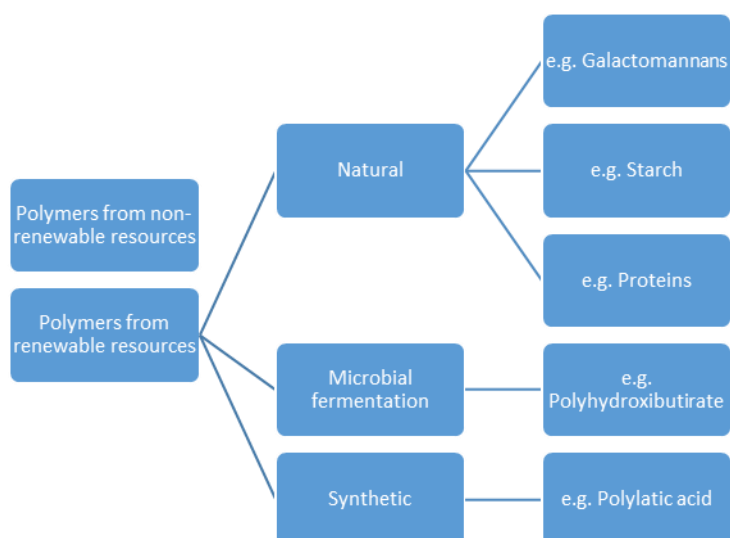 Polymers from non-
renewable resources
Polymers from
renewable resources
Natural
Microbial
fermentation
Synthetic
e.g. Galactomannans
e.g. Starch
e.g. Proteins
e.g.
Polyhydroxibutirate
e.g. Polylatic acid